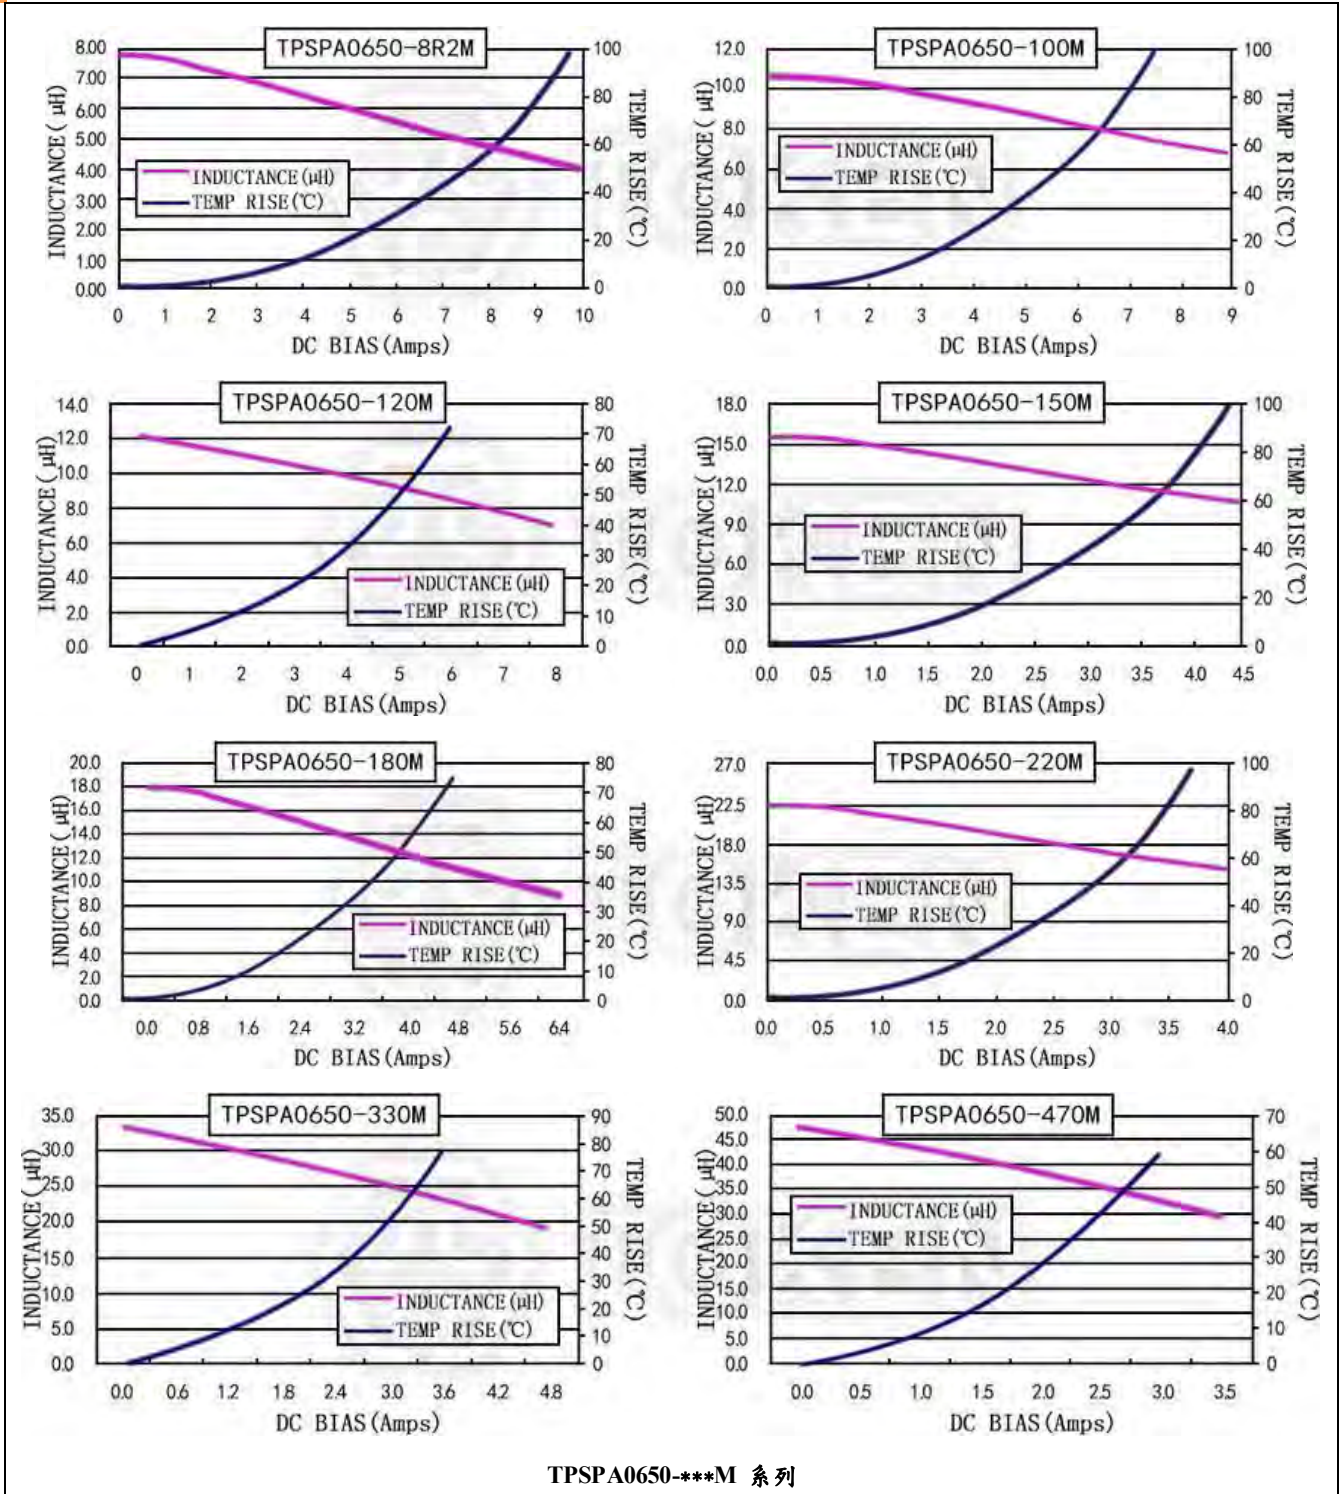 TPSPA0650-8R2M
INDUCTANCE( μH)
8.00
7.00
6.00
5.00
4.00
3.00
2.00
1.00
0.00
INDUCTANCE(μH)
TEMP RISE(℃)
100
80
60
40
20
0
TEMP RISE(℃)
0 1 2 3 4 5 6 7 8 9 10
DC BIAS(Amps)
TPSPA0650-100M
INDUCTANCE( μH)
12.0
10.0
8.0
6.0
4.0
2.0
0.0
INDUCTANCE(μH)
TEMP RISE(℃)
100
80
60
40
20
0
TEMP RISE(℃)
0 1 2 3 4 5 6 7 8 9
DC BIAS(Amps)
TPSPA0650-120M
INDUCTANCE( μH)
14.0
12.0
10.0
8.0
6.0
4.0
2.0
0.0
INDUCTANCE(μH)
TEMP RISE(℃)
80
70
60
50
40
30
20
10
0
TEMP RISE(℃)
0 1 2 3 4 5 6 7 8
DC BIAS(Amps)
TPSPA0650-150M
INDUCTANCE( μH)
18.0
15.0
12.0
9.0
6.0
3.0
0.0
INDUCTANCE(μH)
TEMP RISE(℃)
100
80
60
40
20
0
TEMP RISE(℃)
0.0 0.5 1.0 1.5 2.0 2.5 3.0 3.5 4.0 4.5
DC BIAS(Amps)
TPSPA0650-180M
INDUCTANCE( μH)
20.0
18.0
16.0
14.0
12.0
10.0
8.0
6.0
4.0
2.0
0.0
INDUCTANCE(μH)
TEMP RISE(℃)
80
70
60
50
40
30
20
10
0
TEMP RISE(℃)
0.0 0.8 1.6 2.4 3.2 4.0 4.8 5.6 6.4
DC BIAS(Amps)
TPSPA0650-220M
INDUCTANCE( μH)
27.0
22.5
18.0
13.5
9.0
4.5
0.0
INDUCTANCE(μH)
TEMP RISE(℃)
100
80
60
40
20
0
TEMP RISE(℃)
0.0 0.5 1.0 1.5 2.0 2.5 3.0 3.5 4.0
DC BIAS(Amps)
TPSPA0650-330M
INDUCTANCE( μH)
35.0
30.0
25.0
20.0
15.0
10.0
5.0
0.0
INDUCTANCE(μH)
TEMP RISE(℃)
90
80
70
60
50
40
30
20
10
0
TEMP RISE(℃)
0.0 0.6 1.2 1.8 2.4 3.0 3.6 4.2 4.8
DC BIAS(Amps)
TPSPA0650-470M
INDUCTANCE( μH)
50.0
45.0
40.0
35.0
30.0
25.0
20.0
15.0
10.0
5.0
0.0
INDUCTANCE(μH)
TEMP RISE(℃)
70
60
50
40
30
20
10
0
TEMP RISE(℃)
0.0 0.5 1.0 1.5 2.0 2.5 3.0 3.5
DC BIAS(Amps)
TPSPA0650-***M 系列